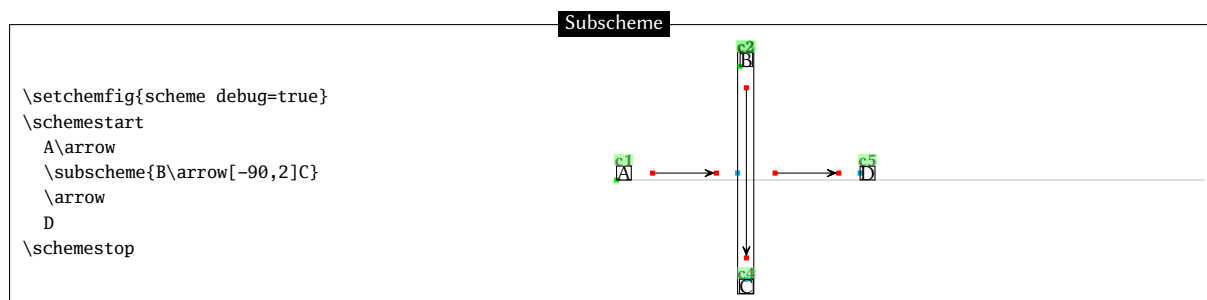 Subscheme
\setchemfig{scheme debug=true}
\schemestart
A\arrow
\subscheme{B\arrow[-90,2]C}
\arrow
D
\schemestop
c2
B
c1
A
c5
D
c4
C